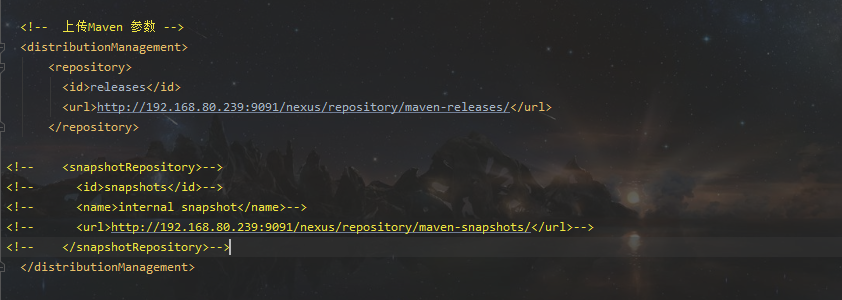 <!--  上传Maven 参数 -->
<distributionManagement>
<repository>
<id>releases</id>
<url>http://192.168.80.239:9091/nexus/repository/maven-releases/</url>
</repository>
<!--    <snapshotRepository>-->
<!--      <id>snapshots</id>-->
<!--      <name>internal snapshot</name>-->
<!--      <url>http://192.168.80.239:9091/nexus/repository/maven-snapshots/</url>-->
<!--    </snapshotRepository>-->
</distributionManagement>